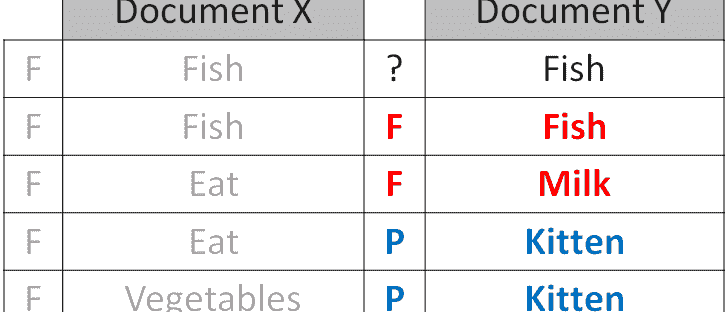 Document X Document Y
F Fish ? Fish
F Fish F Fish
F Eat F Milk
F Eat P Kitten
F Vegetables P Kitten